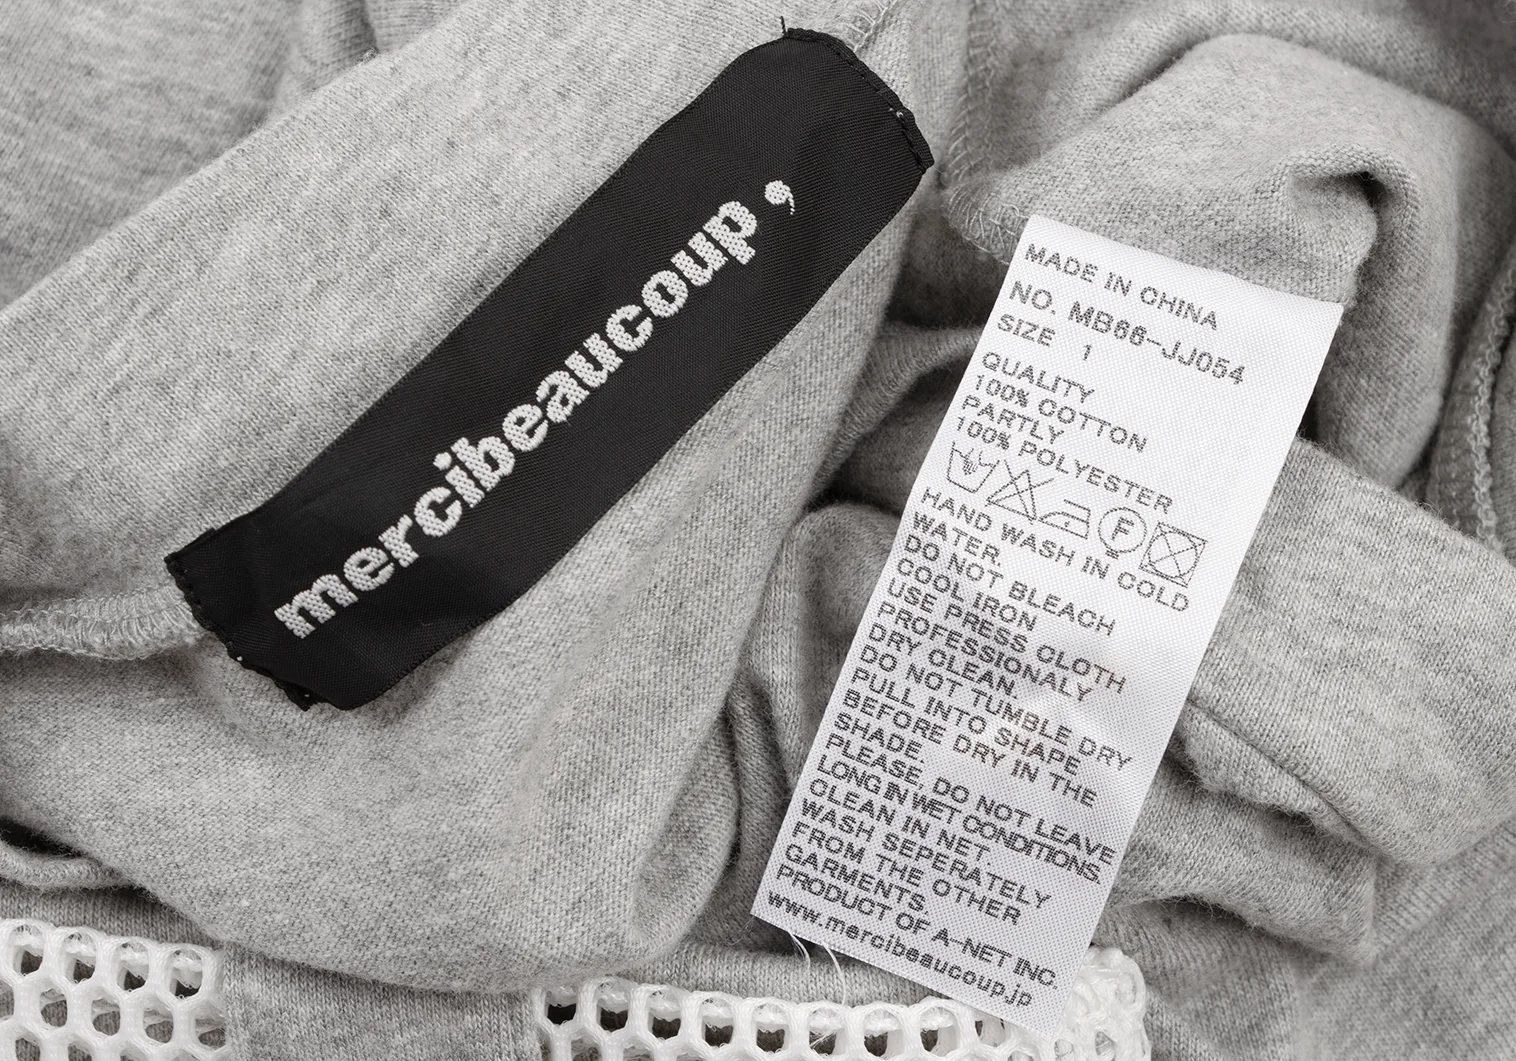 mercibeaucoup,
MADE IN CHINA
NO. MB66-JJ054
SIZE 1
QUALITY
100% COTTON
PARTLY
100% POLYESTER
F
HAND WASH IN COLD
WATER.
DO NOT BLEACH
COOL IRON
USE PRESS CLOTH
PROFESSIONALY
DRY CLEAN.
DO NOT TUMBLE DRY
PULL INTO SHAPE
BEFORE DRY IN THE
SHADE.
PLEASE, DO NOT LEAVE
LONG IN WET CONDITIONS.
CLEAN IN NET.
WASH SEPERATELY
FROM THE OTHER
GARMENTS.
PRODUCT OF A-NET INC.
www.mercibeaucoup.jp